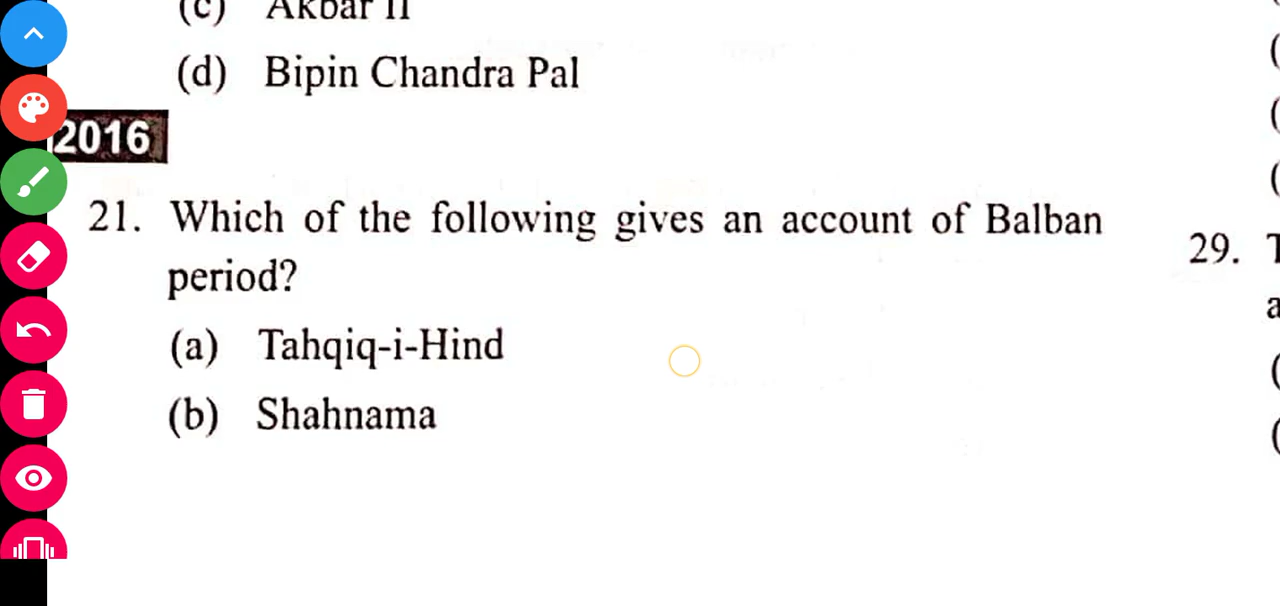 (c) Akbar II
(d) Bipin Chandra Pal
2016
21. Which of the following gives an account of Balban
period?
(a) Tahqiq-i-Hind
(b) Shahnama
29.
a